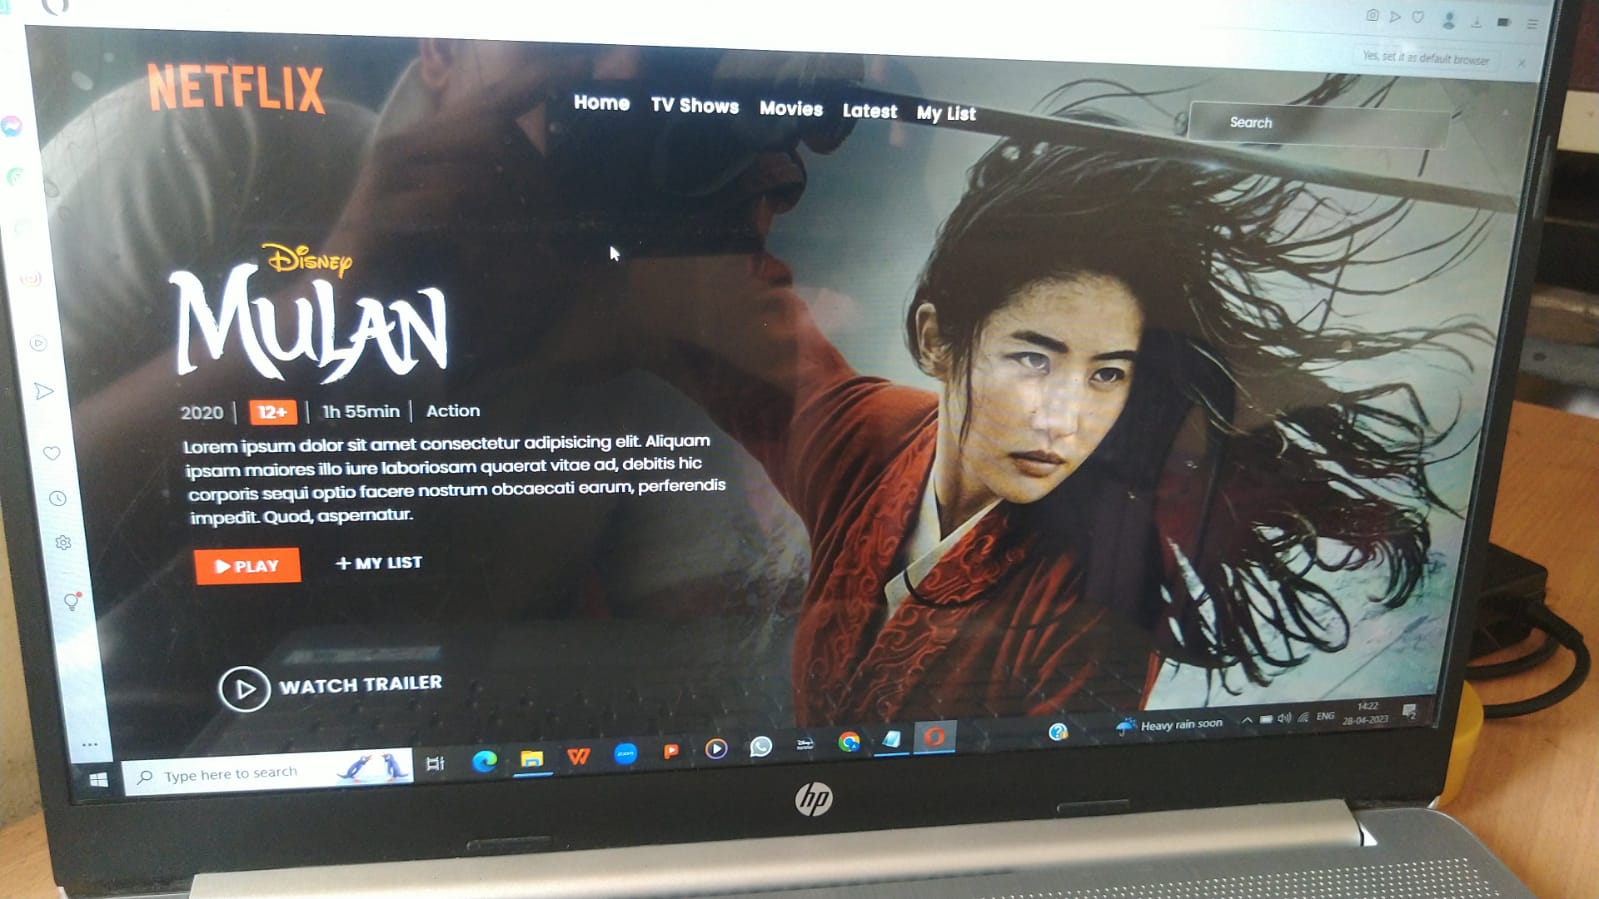 Yes, set it as default browser
NETFLIX
Home TV Shows Movies Latest My List
Search
Disney
MULAN
2020 | 12+ | 1h 55min | Action
Lorem ipsum dolor sit amet consectetur adipisicing elit. Aliquam
ipsam maiores illo iure laboriosam quaerat vitae ad, debitis hic
corporis sequi optio facere nostrum obcaecati earum, perferendis
impedit. Quod, aspernatur.
PLAY + MY LIST
WATCH TRAILER
Type here to search
zoom
Heavy rain soon
ENG
14:22
28-04-2023
2
hp